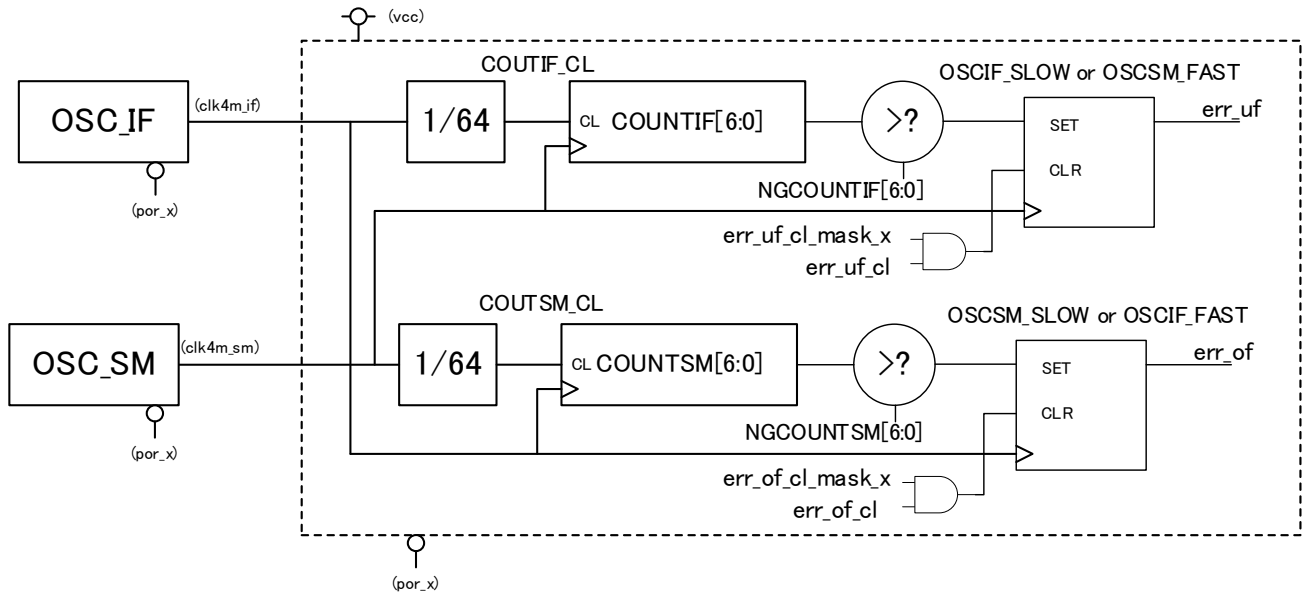 (vcc)
COUTIF_CL
OSCIF_SLOW or OSCSM_FAST
OSC_IF
(clk4m_if)
1/64
CL COUNTIF[6:0]
>?
SET
err_uf
CLR
(por_x)
NGCOUNTIF[6:0]
err_uf_cl_mask_x
err_uf_cl
COUTSM_CL
OSCSM_SLOW or OSCIF_FAST
OSC_SM
(clk4m_sm)
1/64
CL COUNTSM[6:0]
>?
SET
err_of
CLR
(por_x)
NGCOUNTSM[6:0]
err_of_cl_mask_x
err_of_cl
(por_x)